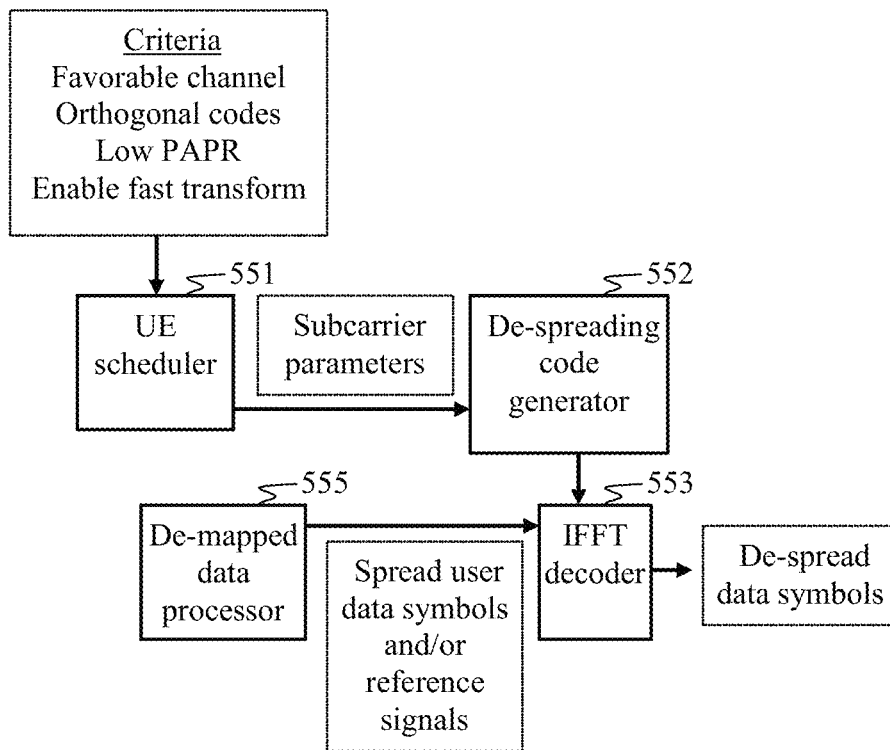 Criteria
Favorable channel
Orthogonal codes
Low PAPR
Enable fast transform
551
UE
scheduler
Subcarrier
parameters
552
De-spreading
code
generator
555
De-mapped
data
processor
Spread user
data symbols
and/or
reference
signals
553
IFFT
decoder
De-spread
data symbols